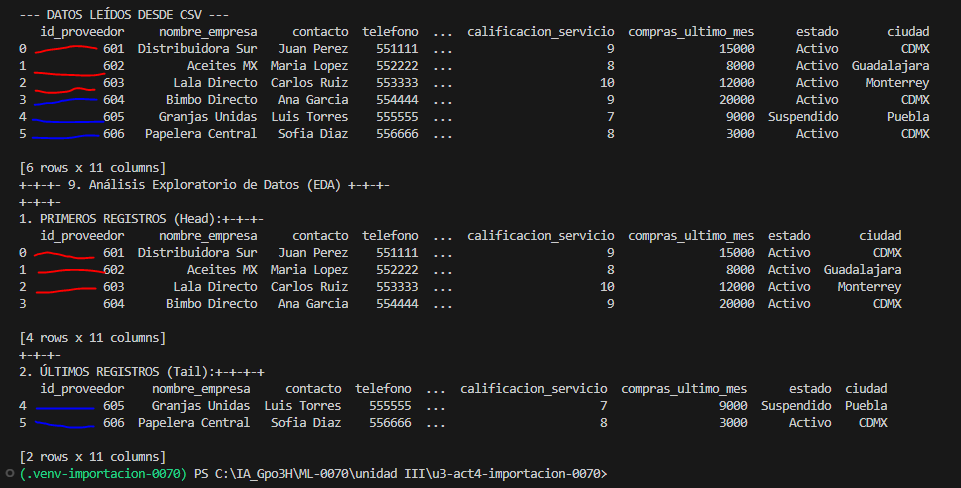 --- DATOS LEÍDOS DESDE CSV ---
id_proveedor nombre_empresa contacto telefono ... calificacion_servicio compras_ultimo_mes estado ciudad
0 601 Distribuidora Sur Juan Perez 551111 ... 9 15000 Activo CDMX
1 602 Aceites MX Maria Lopez 552222 ... 8 8000 Activo Guadalajara
2 603 Lala Directo Carlos Ruiz 553333 ... 10 12000 Activo Monterrey
3 604 Bimbo Directo Ana Garcia 554444 ... 9 20000 Activo CDMX
4 605 Granjas Unidas Luis Torres 555555 ... 7 9000 Suspendido Puebla
5 606 Papelera Central Sofia Diaz 556666 ... 8 3000 Activo CDMX
[6 rows x 11 columns]
+-+-+- 9. Análisis Exploratorio de Datos (EDA) +-+-+-
+-+-+-
1. PRIMEROS REGISTROS (Head):+-+-+-
id_proveedor nombre_empresa contacto telefono ... calificacion_servicio compras_ultimo_mes estado ciudad
0 601 Distribuidora Sur Juan Perez 551111 ... 9 15000 Activo CDMX
1 602 Aceites MX Maria Lopez 552222 ... 8 8000 Activo Guadalajara
2 603 Lala Directo Carlos Ruiz 553333 ... 10 12000 Activo Monterrey
3 604 Bimbo Directo Ana Garcia 554444 ... 9 20000 Activo CDMX
[4 rows x 11 columns]
+-+-+-
2. ÚLTIMOS REGISTROS (Tail):+-+-+-+
id_proveedor nombre_empresa contacto telefono ... calificacion_servicio compras_ultimo_mes estado ciudad
4 605 Granjas Unidas Luis Torres 555555 ... 7 9000 Suspendido Puebla
5 606 Papelera Central Sofia Diaz 556666 ... 8 3000 Activo CDMX
[2 rows x 11 columns]
(.venv-importacion-0070) PS C:\IA_Gpo3H\ML-0070\unidad III\u3-act4-importacion-0070>